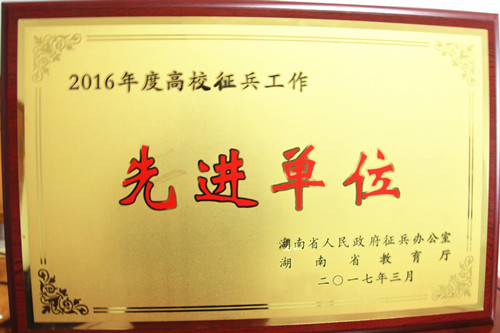 2016年度高校征兵工作
先进单位
湖南省人民政府征兵办公室
湖南省教育厅
二〇一七年三月